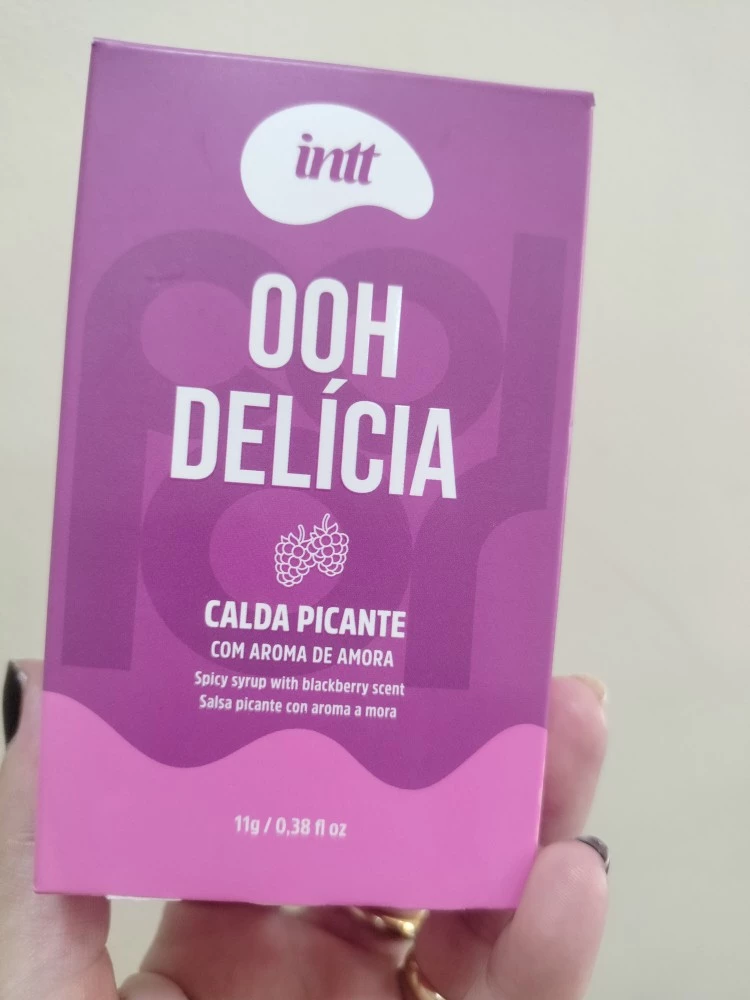 intt
OOH
DELÍCIA
CALDA PICANTE
COM AROMA DE AMORA
Spicy syrup with blackberry scent
Salsa picante con aroma a mora
11g / 0,38 fl oz